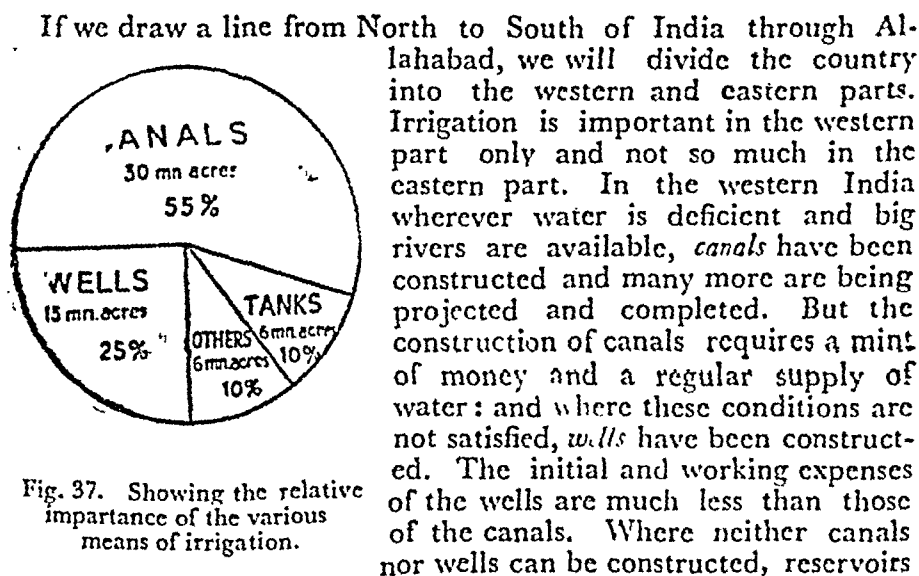 If we draw a line from North to South of India through Al-
lahabad, we will divide the country
into the western and eastern parts.
Irrigation is important in the western
part only and not so much in the
eastern part. In the western India
wherever water is deficient and big
rivers are available, canals have been
constructed and many more are being
projected and completed. But the
construction of canals requires a mint
of money and a regular supply of
water: and where these conditions are
not satisfied, wells have been construct-
ed. The initial and working expenses
of the wells are much less than those
of the canals. Where neither canals
nor wells can be constructed, reservoirs
ANALS
30 mn acres
55%
WELLS
15 mn. acres
25%
OTHERS
6 mn. acres
10%
TANKS
6 mn. acres
10%
Fig. 37. Showing the relative
impartance of the various
means of irrigation.